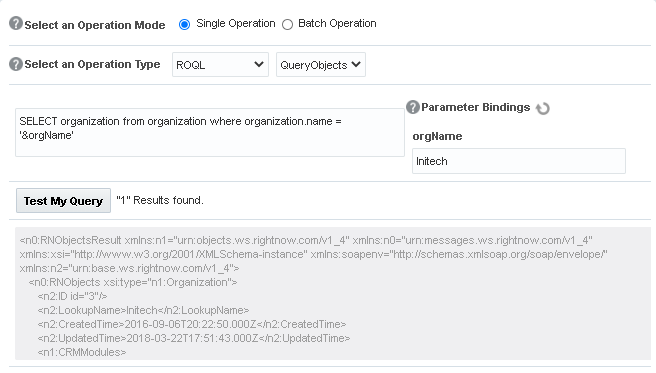 Select an Operation Mode Single Operation Batch Operation
Select an Operation Type ROQL QueryObjects
SELECT organization from organization where organization.name =
'&orgName'
Parameter Bindings
orgName
Initech
Test My Query "1" Results found.
<n0:RNObjectsResult xmlns:n1="urn:objects.ws.rightnow.com/v1_4" xmlns:n0="urn:messages.ws.rightnow.com/v1_4"
xmlns:xsi="http://www.w3.org/2001/XMLSchema-instance" xmlns:soapenv="http://schemas.xmlsoap.org/soap/envelope/"
xmlns:n2="urn:base.ws.rightnow.com/v1_4">
<n0:RNObjects xsi:type="n1:Organization">
<n2:ID id="3"/>
<n2:LookupName>Initech</n2:LookupName>
<n2:CreatedTime>2016-09-06T20:22:50.000Z</n2:CreatedTime>
<n2:UpdatedTime>2018-03-22T17:51:43.000Z</n2:UpdatedTime>
<n1:CRMModules>